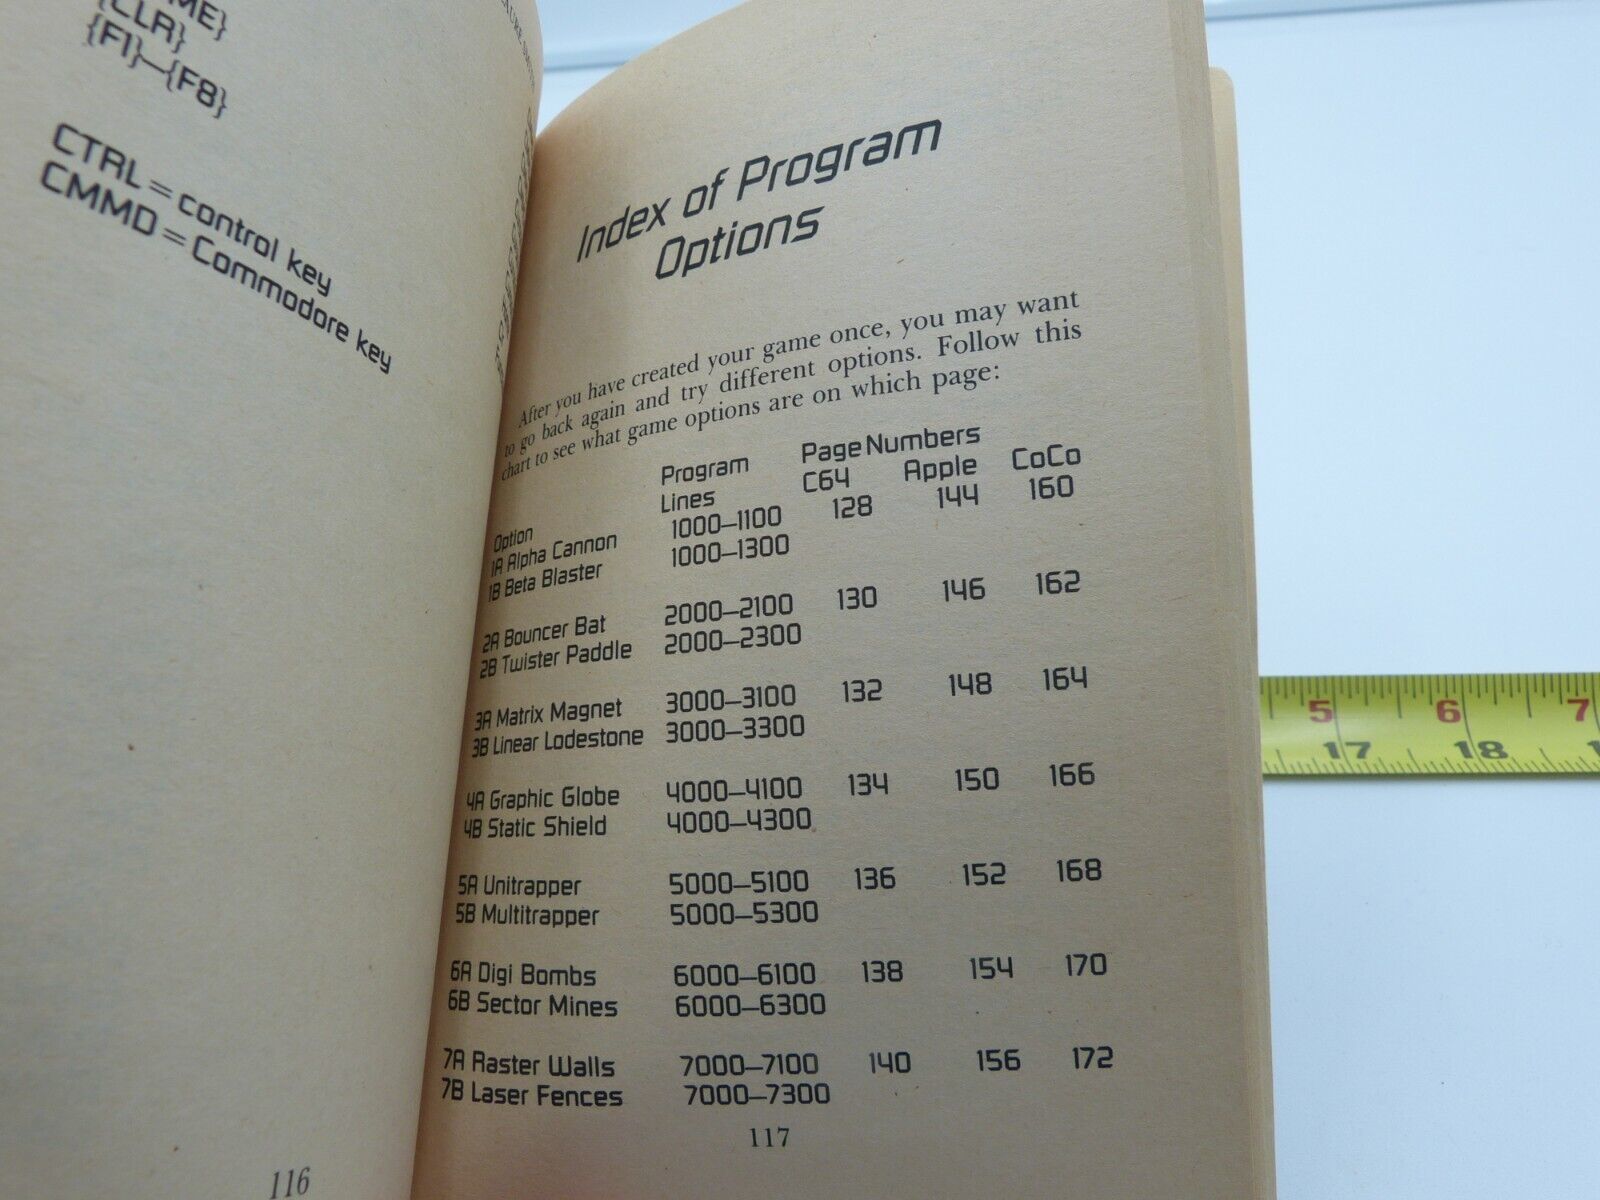 {CLR}
{F1}—{F8}
CTRL = control key
CMMD = Commodore key
116
Index of Program
Options
After you have created your game once, you may want
to go back again and try different options. Follow this
chart to see what game options are on which page:
Program Page Numbers
Option Lines C64 Apple CoCo
1A Alpha Cannon 1000—1100 128 144 160
1B Beta Blaster 1000—1300
2A Bouncer Bat 2000—2100 130 146 162
2B Twister Paddle 2000—2300
3A Matrix Magnet 3000—3100 132 148 164
3B Linear Lodestone 3000—3300
4A Graphic Globe 4000—4100 134 150 166
4B Static Shield 4000—4300
5A Unitrapper 5000—5100 136 152 168
5B Multitrapper 5000—5300
6A Digi Bombs 6000—6100 138 154 170
6B Sector Mines 6000—6300
7A Raster Walls 7000—7100 140 156 172
7B Laser Fences 7000—7300
117
5 6 7
17 18